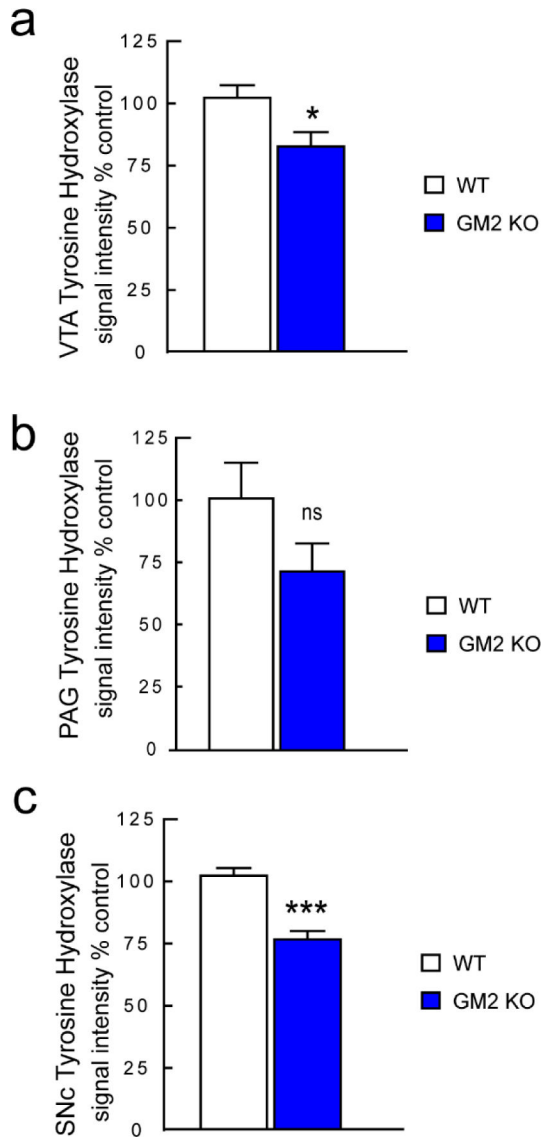 a
VTA Tyrosine Hydroxylase
signal intensity % control
125
100
75
50
25
0
*
WT
GM2 KO
b
PAG Tyrosine Hydroxylase
signal intensity % control
125
100
75
50
25
0
ns
WT
GM2 KO
c
SNc Tyrosine Hydroxylase
signal intensity % control
125
100
75
50
25
0
***
WT
GM2 KO